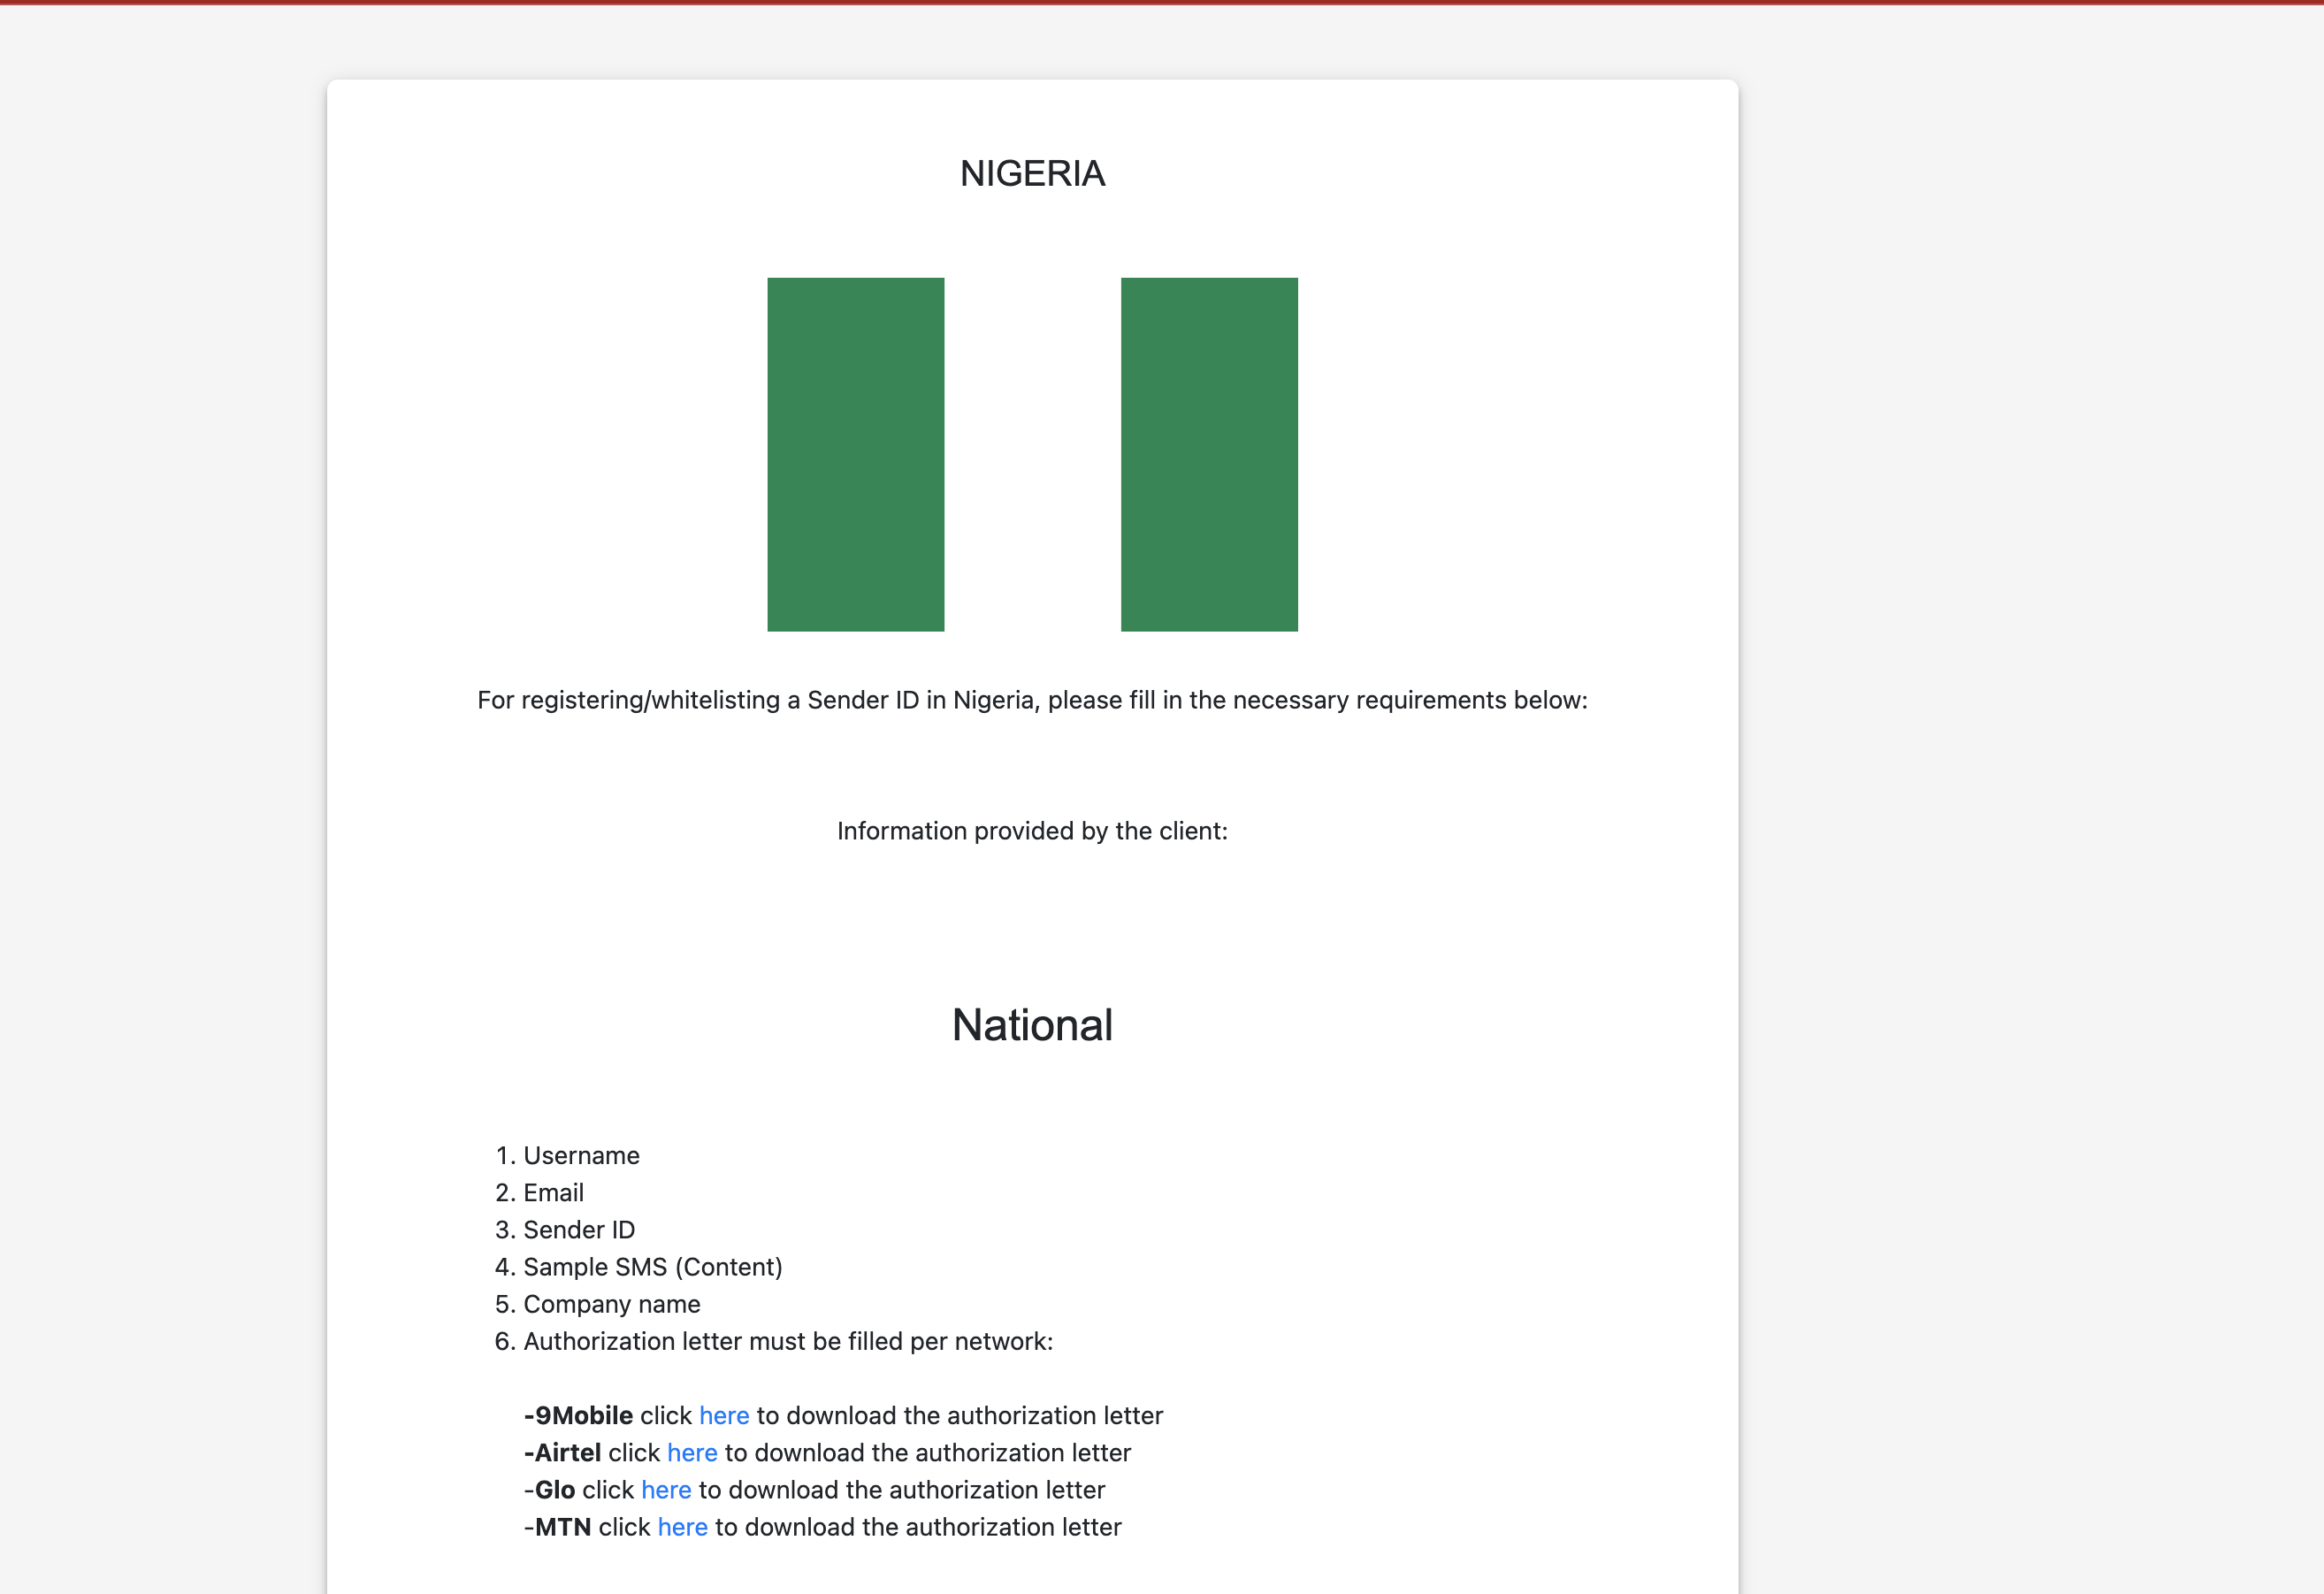 NIGERIA
For registering/whitelisting a Sender ID in Nigeria, please fill in the necessary requirements below:
Information provided by the client:
National
1. Username
2. Email
3. Sender ID
4. Sample SMS (Content)
5. Company name
6. Authorization letter must be filled per network:
-9Mobile click here to download the authorization letter
-Airtel click here to download the authorization letter
-Glo click here to download the authorization letter
-MTN click here to download the authorization letter